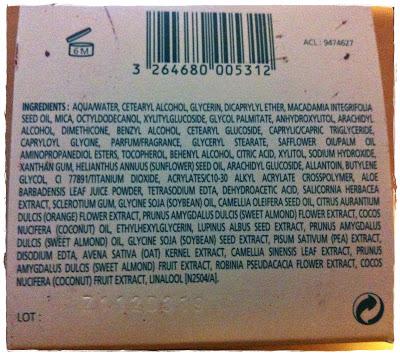 6M
ACL : 9474627
3 264680 005312
INGREDIENTS : AQUA/WATER, CETEARYL ALCOHOL, GLYCERIN, DICAPRYLYL ETHER, MACADAMIA INTEGRIFOLIA
SEED OIL, MICA, OCTYLDODECANOL, XYLITYLGLUCOSIDE, GLYCOL PALMITATE, ANHYDROXYLITOL, ARACHIDYL
ALCOHOL, DIMETHICONE, BENZYL ALCOHOL, CETEARYL GLUCOSIDE, CAPRYLIC/CAPRIC TRIGLYCERIDE,
CAPRYLOYL GLYCINE, PARFUM/FRAGRANCE, GLYCERYL STEARATE, SAFFLOWER OIL/PALM OIL
AMINOPROPANEDIOL ESTERS, TOCOPHEROL, BEHENYL ALCOHOL, CITRIC ACID, XYLITOL, SODIUM HYDROXIDE,
XANTHAN GUM, HELIANTHUS ANNUUS (SUNFLOWER) SEED OIL, ARACHIDYL GLUCOSIDE, ALLANTOIN, BUTYLENE
GLYCOL, CI 77891/TITANIUM DIOXIDE, ACRYLATES/C10-30 ALKYL ACRYLATE CROSSPOLYMER, ALOE
BARBADENSIS LEAF JUICE POWDER, TETRASODIUM EDTA, DEHYDROACETIC ACID, SALICORNIA HERBACEA
EXTRACT, SCLEROTIUM GUM, GLYCINE SOJA (SOYBEAN) OIL, CAMELLIA OLEIFERA SEED OIL, CITRUS AURANTIUM
DULCIS (ORANGE) FLOWER EXTRACT, PRUNUS AMYGDALUS DULCIS (SWEET ALMOND) FLOWER EXTRACT, COCOS
NUCIFERA (COCONUT) OIL, ETHYLHEXYLGLYCERIN, LUPINUS ALBUS SEED EXTRACT, PRUNUS AMYGDALUS
DULCIS (SWEET ALMOND) OIL, GLYCINE SOJA (SOYBEAN) SEED EXTRACT, PISUM SATIVUM (PEA) EXTRACT,
DISODIUM EDTA, AVENA SATIVA (OAT) KERNEL EXTRACT, CAMELLIA SINENSIS LEAF EXTRACT, PRUNUS
AMYGDALUS DULCIS (SWEET ALMOND) FRUIT EXTRACT, ROBINIA PSEUDACACIA FLOWER EXTRACT, COCOS
NUCIFERA (COCONUT) FRUIT EXTRACT, LINALOOL [N2504/A].
LOT :